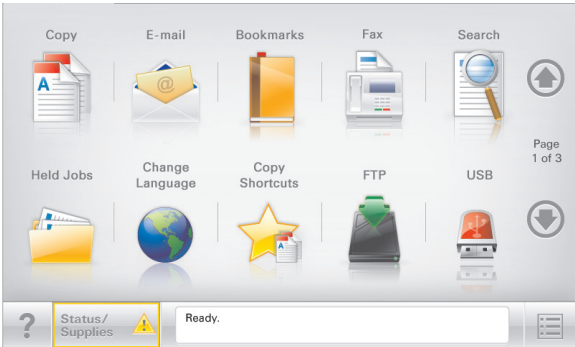 Copy
E-mail
Bookmarks
Fax
Search
A
@
Page
1 of 3
Held Jobs
Change
Language
Copy
Shortcuts
FTP
USB
A
?
Status/
Supplies
Ready.